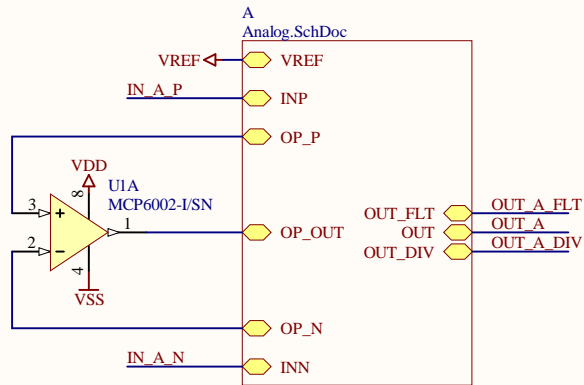 A
Analog.SchDoc
VREF VREF
IN_A_P INP
OP_P
VDD
U1A
MCP6002-I/SN
8
3 +
1 OP_OUT
2 −
4
VSS
OUT_FLT OUT_A_FLT
OUT OUT_A
OUT_DIV OUT_A_DIV
OP_N
IN_A_N INN